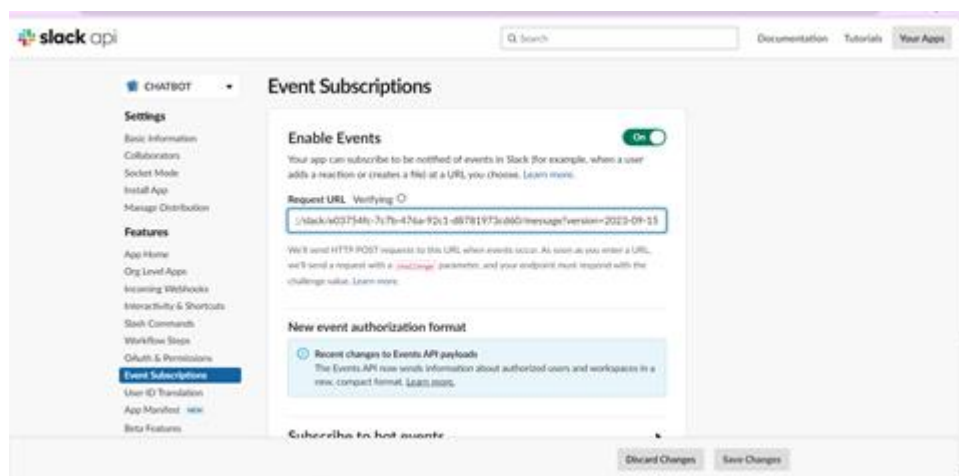 slack api
Search
Documentation Tutorials Your Apps
CHATBOT
Settings
Basic Information
Collaborators
Socket Mode
Install App
Manage Distribution
Features
App Home
Org Level Apps
Incoming Webhooks
Interactivity & Shortcuts
Slash Commands
Workflow Steps
OAuth & Permissions
Event Subscriptions
User ID Translation
App Manifest NEW
Beta Features
Event Subscriptions
Enable Events
On
Your app can subscribe to be notified of events in Slack (for example, when a user
adds a reaction or creates a file) at a URL you choose. Learn more.
Request URL Verifying
message?version=2023-09-15
We'll send HTTP POST requests to this URL when events occur. As soon as you enter a URL,
we'll send a request with a challenge parameter, and your endpoint must respond with the
challenge value. Learn more.
New event authorization format
Recent changes to Events API payloads
The Events API now sends information about authorized users and workspaces in a
new, compact format. Learn more.
Subscribe to bot events
Discard Changes Save Changes